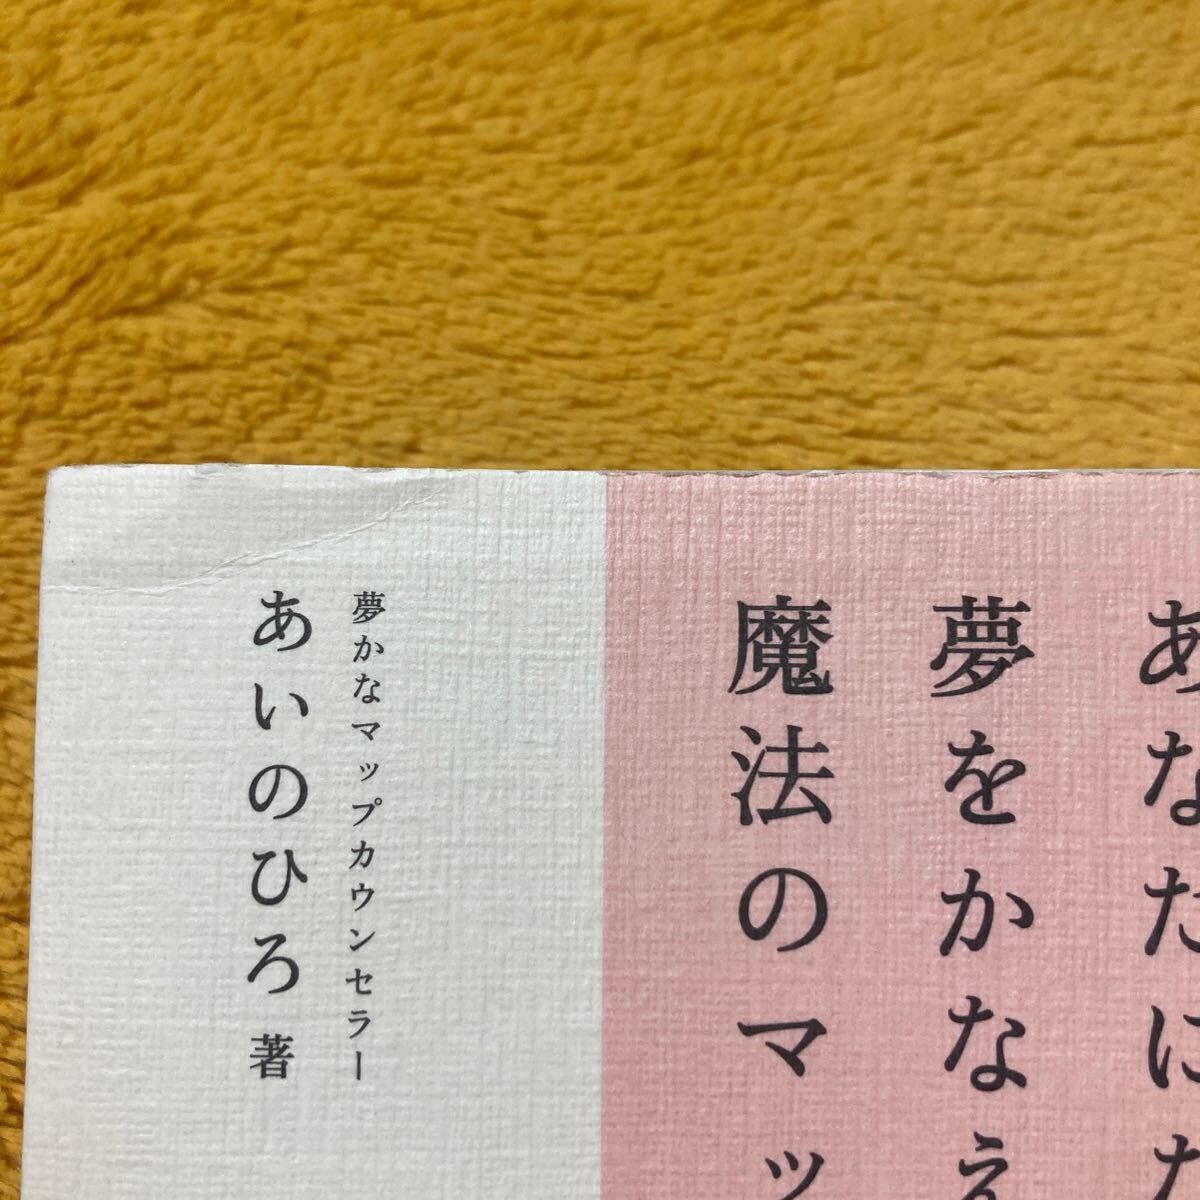 あなたにた
夢をかなえ
魔法のマッ
夢かなマップカウンセラー
あいのひろ 著